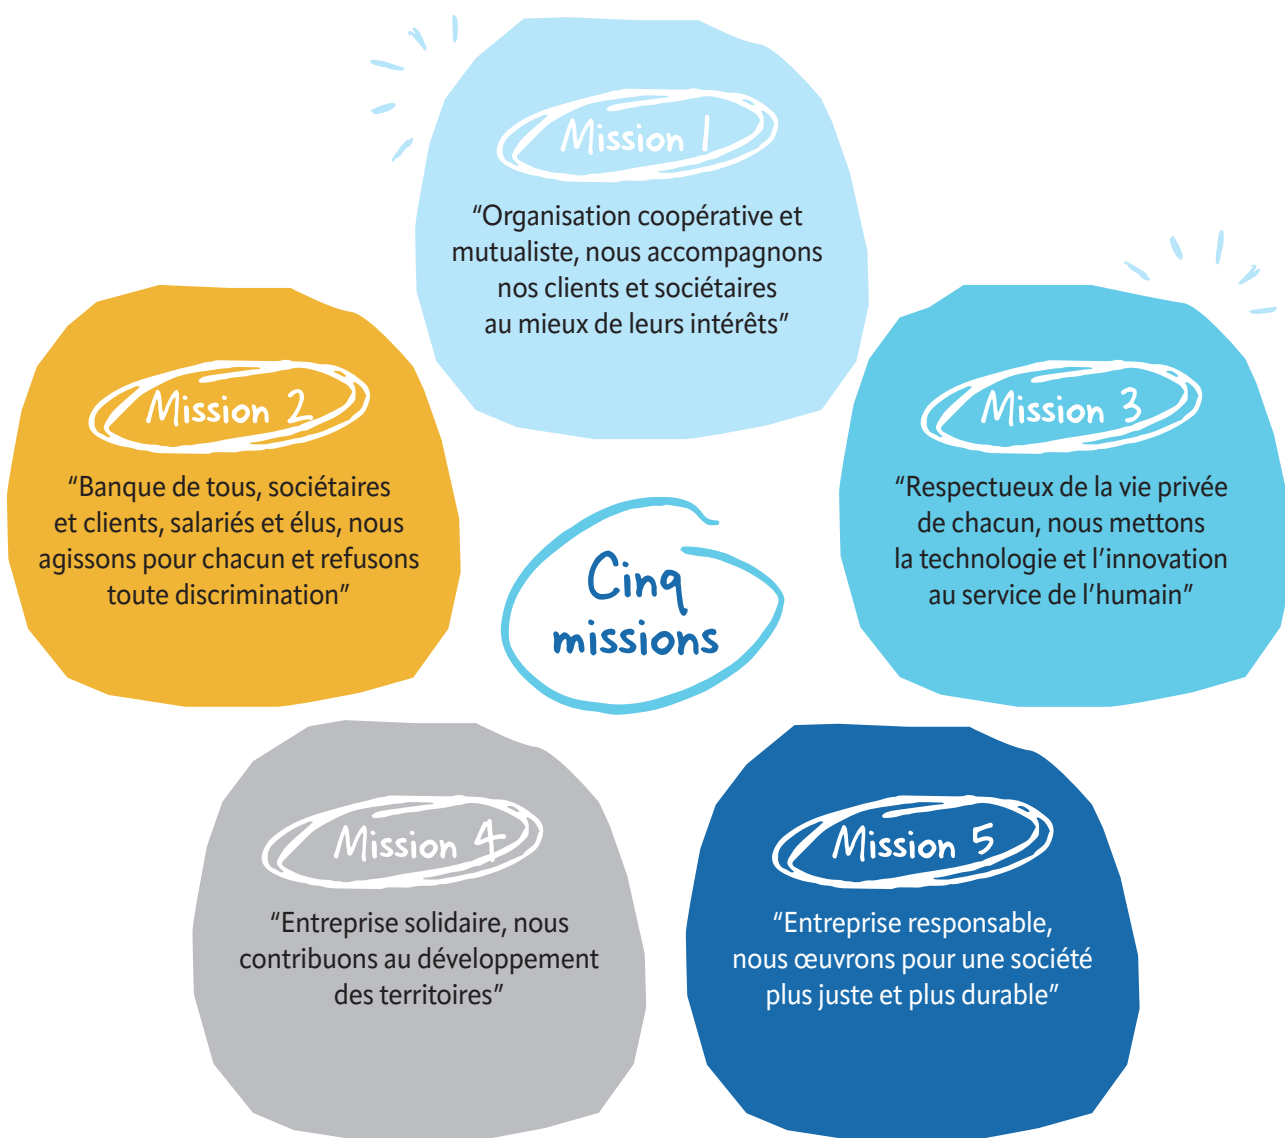 Mission 1
“Organisation coopérative et
mutualiste, nous accompagnons
nos clients et sociétaires
au mieux de leurs intérêts”
Mission 2
“Banque de tous, sociétaires
et clients, salariés et élus, nous
agissons pour chacun et refusons
toute discrimination”
Mission 3
“Respectueux de la vie privée
de chacun, nous mettons
la technologie et l’innovation
au service de l’humain”
Cinq
missions
Mission 4
“Entreprise solidaire, nous
contribuons au développement
des territoires”
Mission 5
“Entreprise responsable,
nous œuvrons pour une société
plus juste et plus durable”